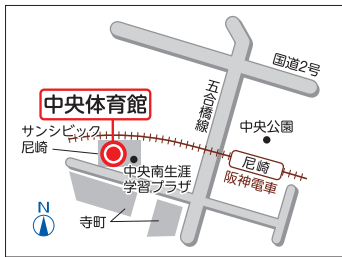 国道2号
五合橋線
中央体育館
サンシビック
尼崎
中央公園
中央南生涯
学習プラザ
尼崎
阪神電車
寺町
N